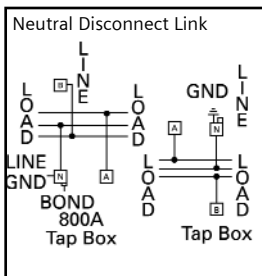 Neutral Disconnect Link
LINE
B
LOAD
LOAD
LINE
GND
N
A
BOND
800A
Tap Box
LINE
GND
A
N
LOAD
LOAD
B
Tap Box